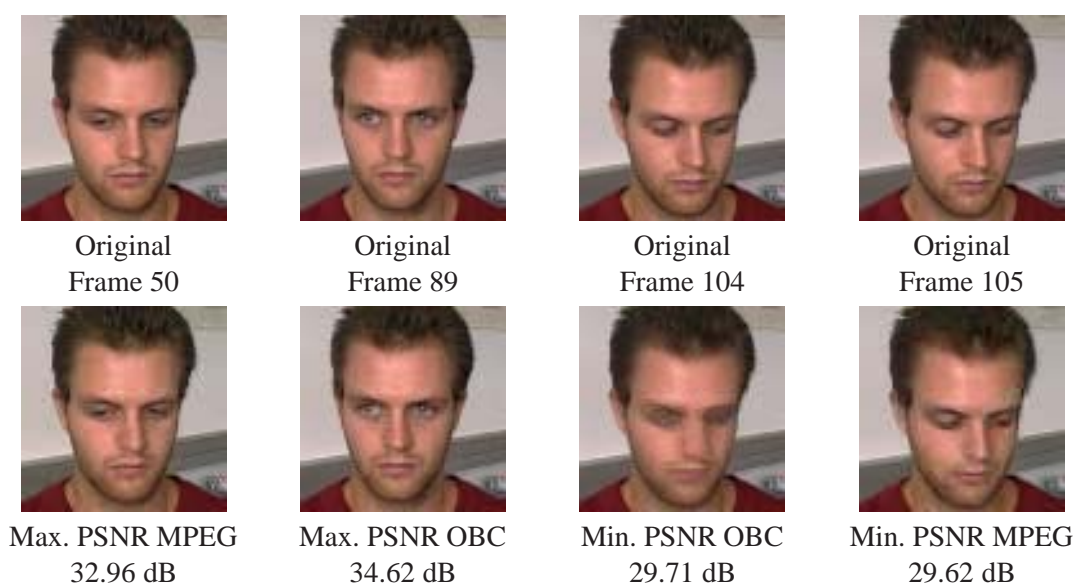 Original Original Original Original
Frame 50 Frame 89 Frame 104 Frame 105
Max. PSNR MPEG Max. PSNR OBC Min. PSNR OBC Min. PSNR MPEG
32.96 dB 34.62 dB 29.71 dB 29.62 dB